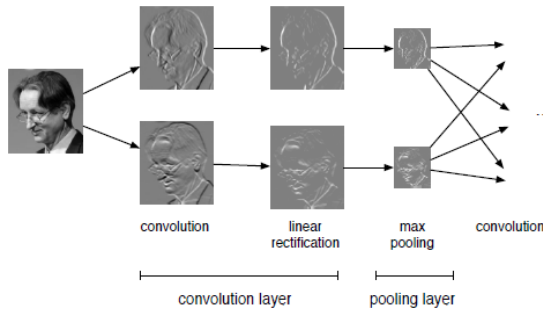 convolution
linear
rectification
max
pooling
convolution
convolution layer
pooling layer
...